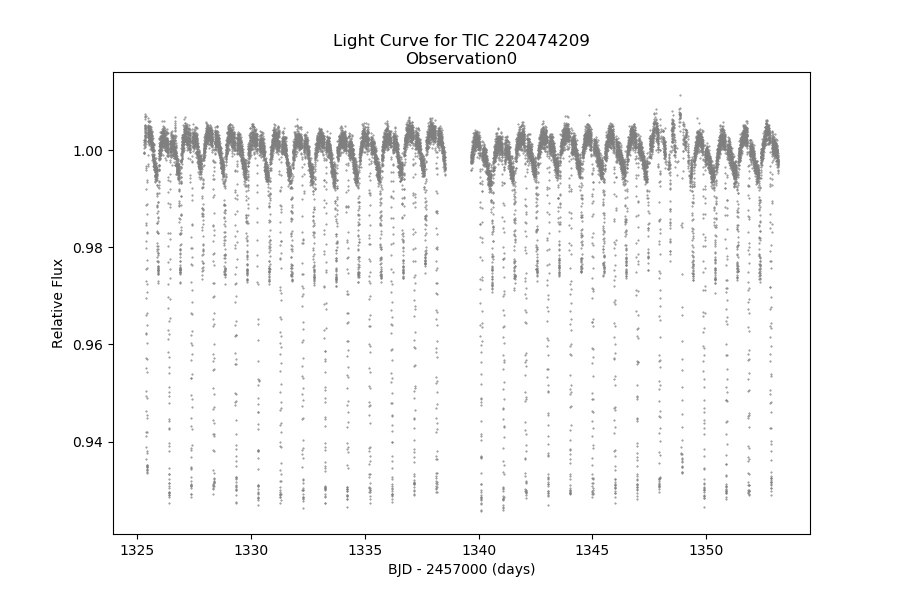 Light Curve for TIC 220474209
Observation0
1.00
0.98
0.96
0.94
Relative Flux
1325
1330
1335
1340
1345
1350
BJD - 2457000 (days)